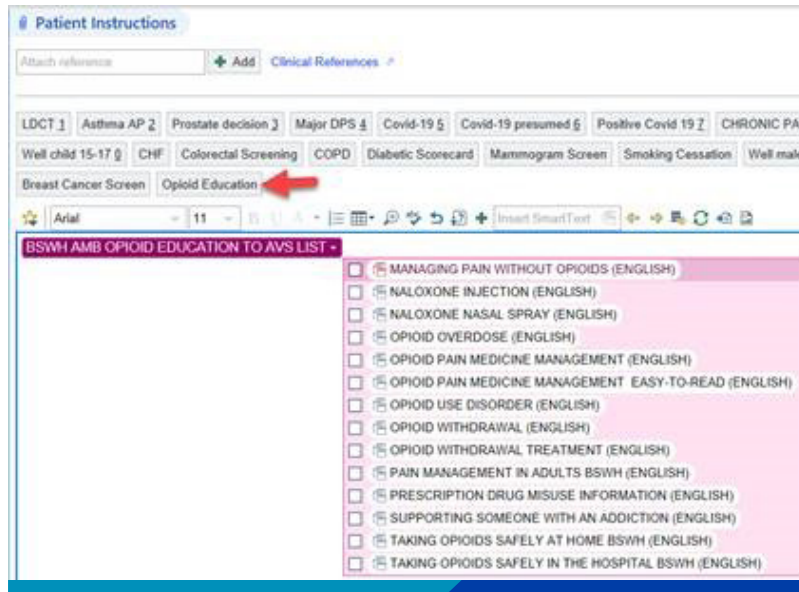 Patient Instructions
Attach reference + Add Clinical References
LDCT 1 Asthma AP 2 Prostate decision 3 Major DPS 4 Covid-19 5 Covid-19 presumed 6 Positive Covid 19 7 CHRONIC PA
Well child 15-17 9 CHF Colorectal Screening COPD Diabetic Scorecard Mammogram Screen Smoking Cessation Well male
Breast Cancer Screen Opioid Education
Arial 11 B U A Insert SmartText
BSWH AMB OPIOID EDUCATION TO AVS LIST
MANAGING PAIN WITHOUT OPIOIDS (ENGLISH)
NALOXONE INJECTION (ENGLISH)
NALOXONE NASAL SPRAY (ENGLISH)
OPIOID OVERDOSE (ENGLISH)
OPIOID PAIN MEDICINE MANAGEMENT (ENGLISH)
OPIOID PAIN MEDICINE MANAGEMENT EASY-TO-READ (ENGLISH)
OPIOID USE DISORDER (ENGLISH)
OPIOID WITHDRAWAL (ENGLISH)
OPIOID WITHDRAWAL TREATMENT (ENGLISH)
PAIN MANAGEMENT IN ADULTS BSWH (ENGLISH)
PRESCRIPTION DRUG MISUSE INFORMATION (ENGLISH)
SUPPORTING SOMEONE WITH AN ADDICTION (ENGLISH)
TAKING OPIOIDS SAFELY AT HOME BSWH (ENGLISH)
TAKING OPIOIDS SAFELY IN THE HOSPITAL BSWH (ENGLISH)